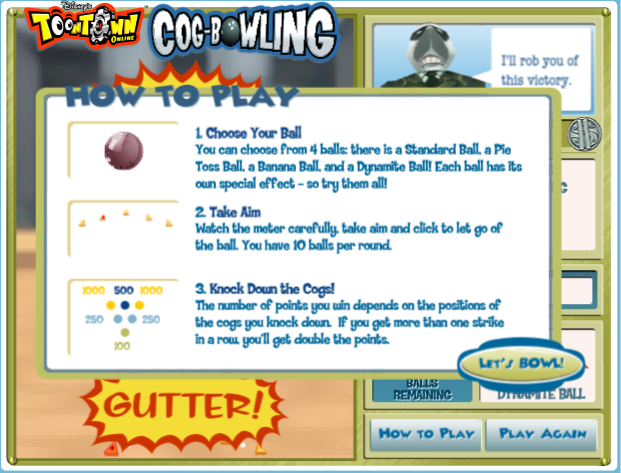 Disney's
TOONTOWN
ONLINE
COG-BOWLING
I'll rob you of
this victory.
HOW TO PLAY
1. Choose Your Ball
You can choose from 4 balls: there is a Standard Ball, a Pie
Toss Ball, a Banana Ball, and a Dynamite Ball! Each ball has its
own special effect - so try them all!
2. Take Aim
Watch the meter carefully, take aim and click to let go of
the ball. You have 10 balls per round.
1000 500 1000
250 250
100
3. Knock Down the Cogs!
The number of points you win depends on the positions of
the cogs you knock down. If you get more than one strike
in a row, you'll get double the points.
LET'S BOWL!
GUTTER!
BALLS
REMAINING
DYNAMITE BALL
HOW TO PLAY
PLAY AGAIN